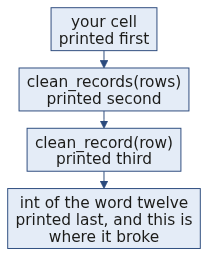 your cell
printed first
clean_records(rows)
printed second
clean_record(row)
printed third
int of the word twelve
printed last, and this is
where it broke